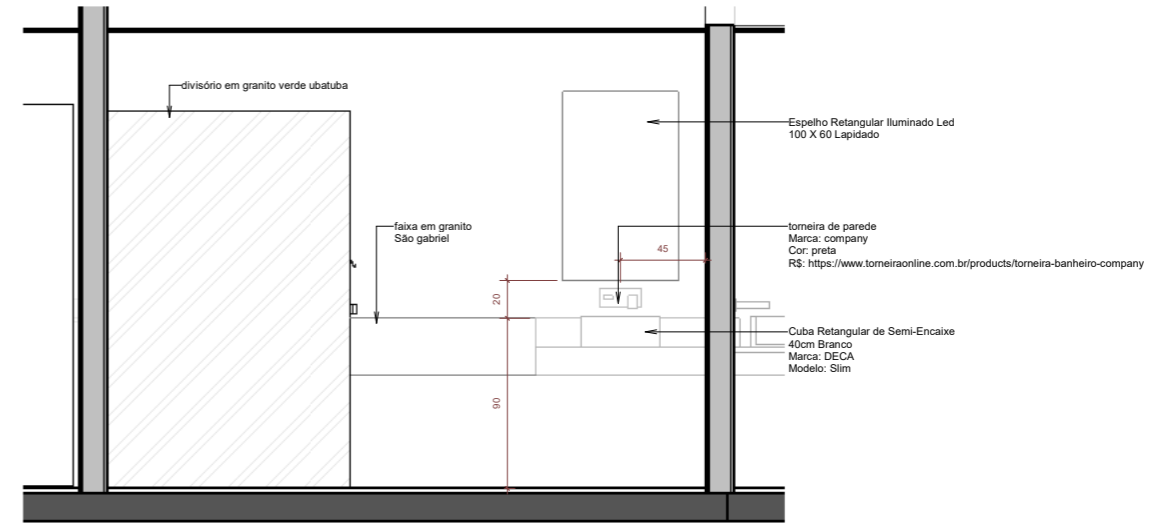 divisório em granito verde ubatuba
Espelho Retangular Iluminado Led
100 X 60 Lapidado
faixa em granito
São gabriel
torneira de parede
Marca: company
Cor: preta
R$: https://www.torneiraonline.com.br/products/torneira-banheiro-company
45
20
Cuba Retangular de Semi-Encaixe
40cm Branco
Marca: DECA
Modelo: Slim
90